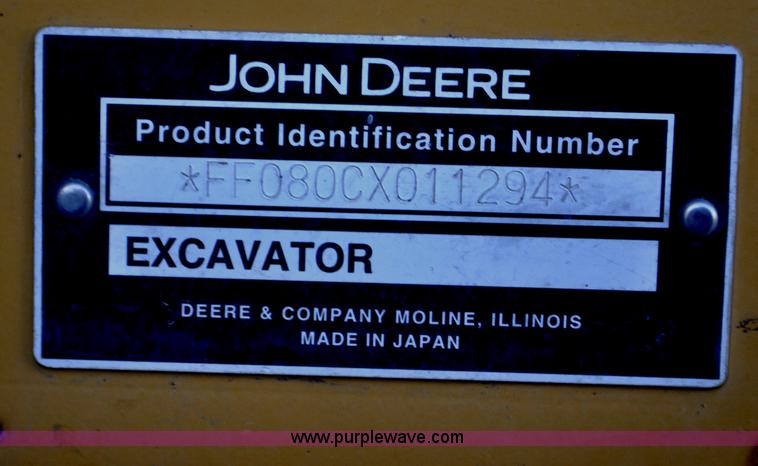 JOHN DEERE
Product Identification Number
*FF080CX011294*
EXCAVATOR
DEERE & COMPANY MOLINE, ILLINOIS
MADE IN JAPAN
www.purplewave.com